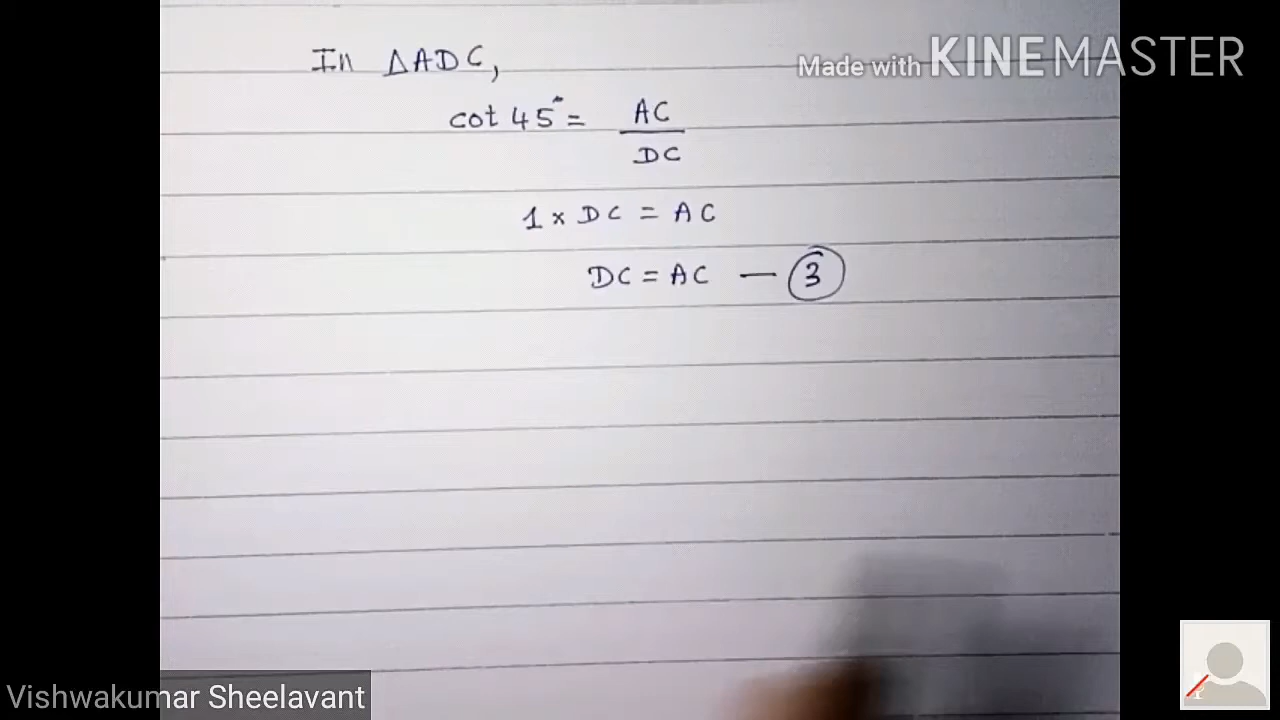 In ΔADC,
Made with KINEMASTER
cot 45° = AC
DC
1 × DC = AC
DC = AC — 3
Vishwakumar Sheelavant